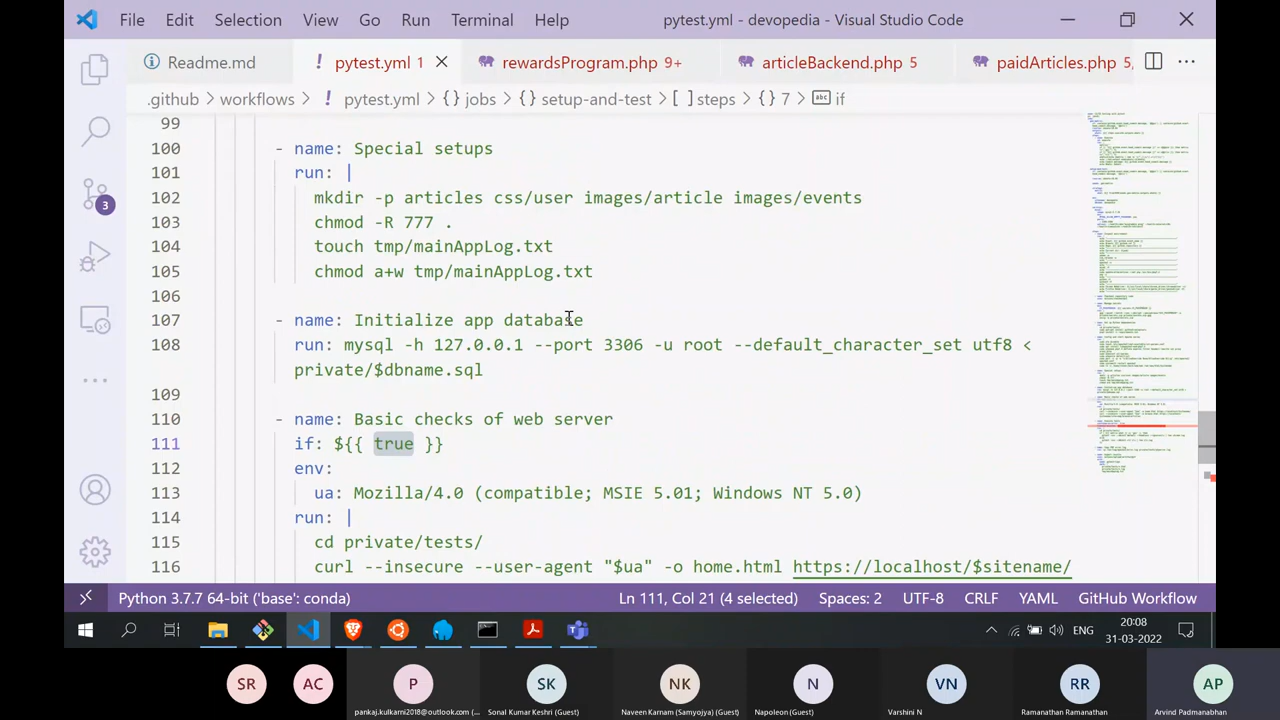 File Edit Selection View Go Run Terminal Help pytest.yml - devopedia - Visual Studio Code
Readme.md ! pytest.yml 1 rewardsProgram.php 9+ articleBackend.php 5 paidArticles.php 5,
.github > workflows > ! pytest.yml > {} jobs > {} setup-and-test > [ ] steps > {} 7 > abc if
99
100 - name: Special setups
101 run: |
102 mkdir -p articles css/user images/article images/events
103 chmod -R 777 .
104 touch tmp/mainAppLog.txt
105 chmod a+w tmp/mainAppLog.txt
106
107 - name: Initialize app database
108 run: mysql -h127.0.0.1 --port 3306 -u root --default_character_set utf8 <
private/$dbname.sql
109
110 - name: Basic checks of web server
111 if: ${{ true }}
112 env:
113 ua: Mozilla/4.0 (compatible; MSIE 5.01; Windows NT 5.0)
114 run: |
115 cd private/tests/
116 curl --insecure --user-agent "$ua" -o home.html https://localhost/$sitename/
3
Python 3.7.7 64-bit ('base': conda) Ln 111, Col 21 (4 selected) Spaces: 2 UTF-8 CRLF YAML GitHub Workflow
ENG 20:08
31-03-2022
SR AC P SK NK N VN RR AP
pankaj.kulkarni2018@outlook.com (... Sonal Kumar Keshri (Guest) Naveen Karnam (Samyojya) (Guest) Napoleon (Guest) Varshini N Ramanathan Ramanathan Arvind Padmanabhan